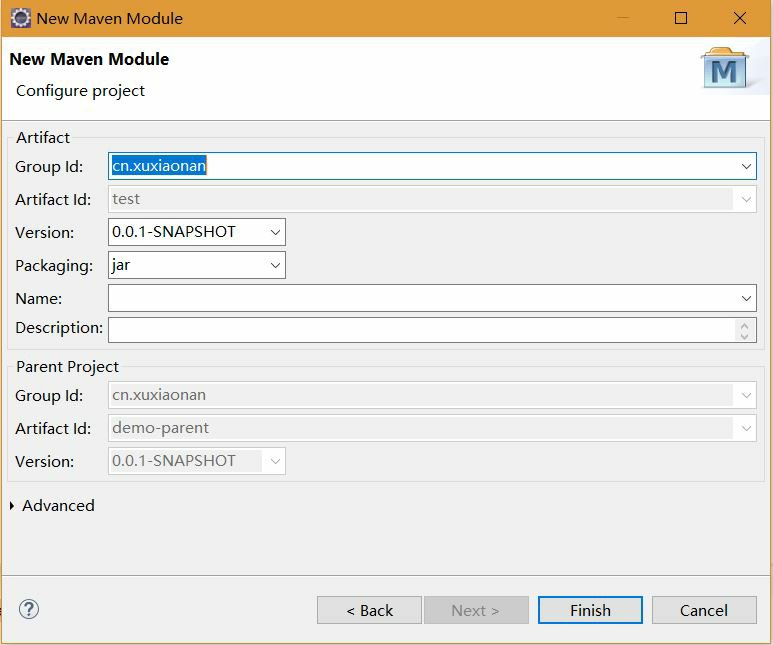 New Maven Module
New Maven Module
Configure project
M
Artifact
Group Id: cn.xuxiaonan
Artifact Id: test
Version: 0.0.1-SNAPSHOT
Packaging: jar
Name:
Description:
Parent Project
Group Id: cn.xuxiaonan
Artifact Id: demo-parent
Version: 0.0.1-SNAPSHOT
Advanced
? < Back Next > Finish Cancel